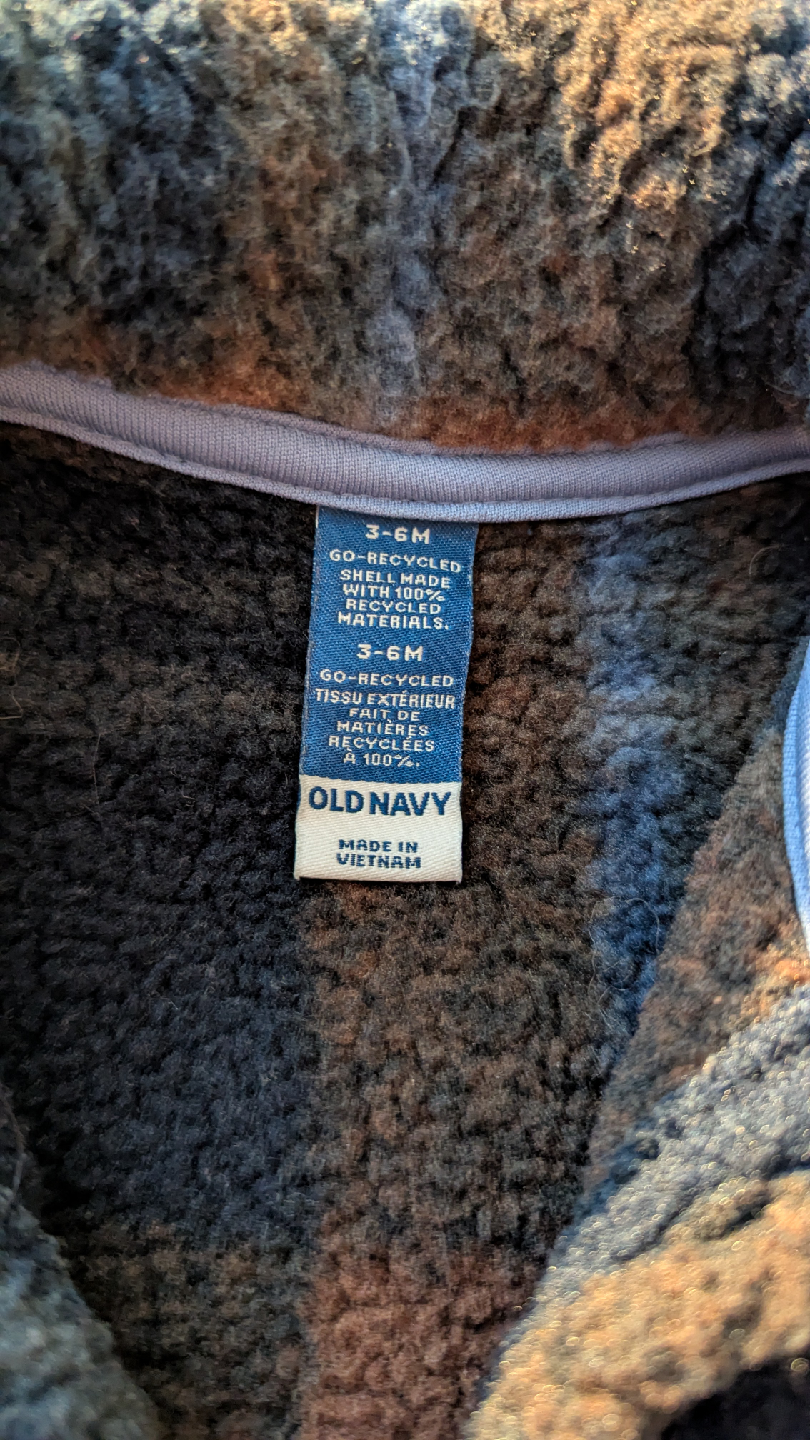 3-6M
GO-RECYCLED
SHELL MADE
WITH 100%
RECYCLED
MATERIALS.
3-6M
GO-RECYCLED
TISSU EXTÉRIEUR
FAIT DE
MATIÈRES
RECYCLÉES
À 100%.
OLD NAVY
MADE IN
VIETNAM